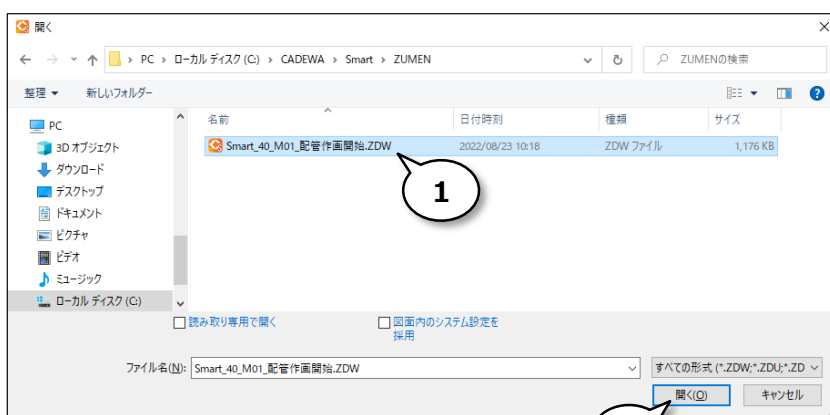 開く
PC > ローカル ディスク (C:) > CADEWA > Smart > ZUMEN
ZUMENの検索
整理 新しいフォルダー
名前 日付時刻 種類 サイズ
PC
3D オブジェクト
ダウンロード
デスクトップ
ドキュメント
ピクチャ
ビデオ
ミュージック
ローカル ディスク (C:)
Smart_40_M01_配管作画開始.ZDW 2022/08/23 10:18 ZDW ファイル 1,176 KB
1
読み取り専用で開く
図面内のシステム設定を
採用
ファイル名(N): Smart_40_M01_配管作画開始.ZDW
すべての形式 (*.ZDW;*.ZDU;*.ZD
開く(O) キャンセル